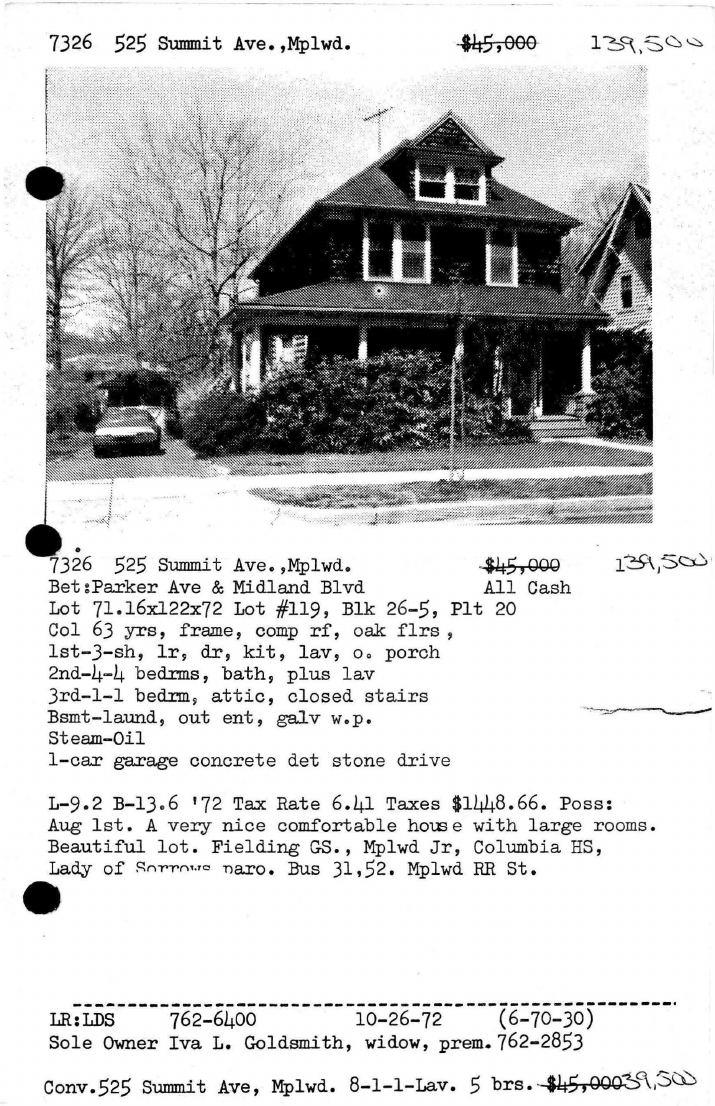 7326 525 Summit Ave.,Mplwd. $45,000 139,500
7326 525 Summit Ave.,Mplwd. $45,000 139,500
Bet:Parker Ave & Midland Blvd All Cash
Lot 71.16x122x72 Lot #119, Blk 26-5, Plt 20
Col 63 yrs, frame, comp rf, oak flrs,
1st-3-sh, lr, dr, kit, lav, o. porch
2nd-4-4 bedrms, bath, plus lav
3rd-1-1 bedrm, attic, closed stairs
Bsmt-laund, out ent, galv w.p.
Steam-Oil
1-car garage concrete det stone drive
L-9.2 B-13.6 '72 Tax Rate 6.41 Taxes $1448.66. Poss:
Aug 1st. A very nice comfortable house with large rooms.
Beautiful lot. Fielding GS., Mplwd Jr, Columbia HS,
Lady of Sorrows paro. Bus 31,52. Mplwd RR St.
LR:LDS 762-6400 10-26-72 (6-70-30)
Sole Owner Iva L. Goldsmith, widow, prem. 762-2853
Conv.525 Summit Ave, Mplwd. 8-1-1-Lav. 5 brs. $45,000 39,500